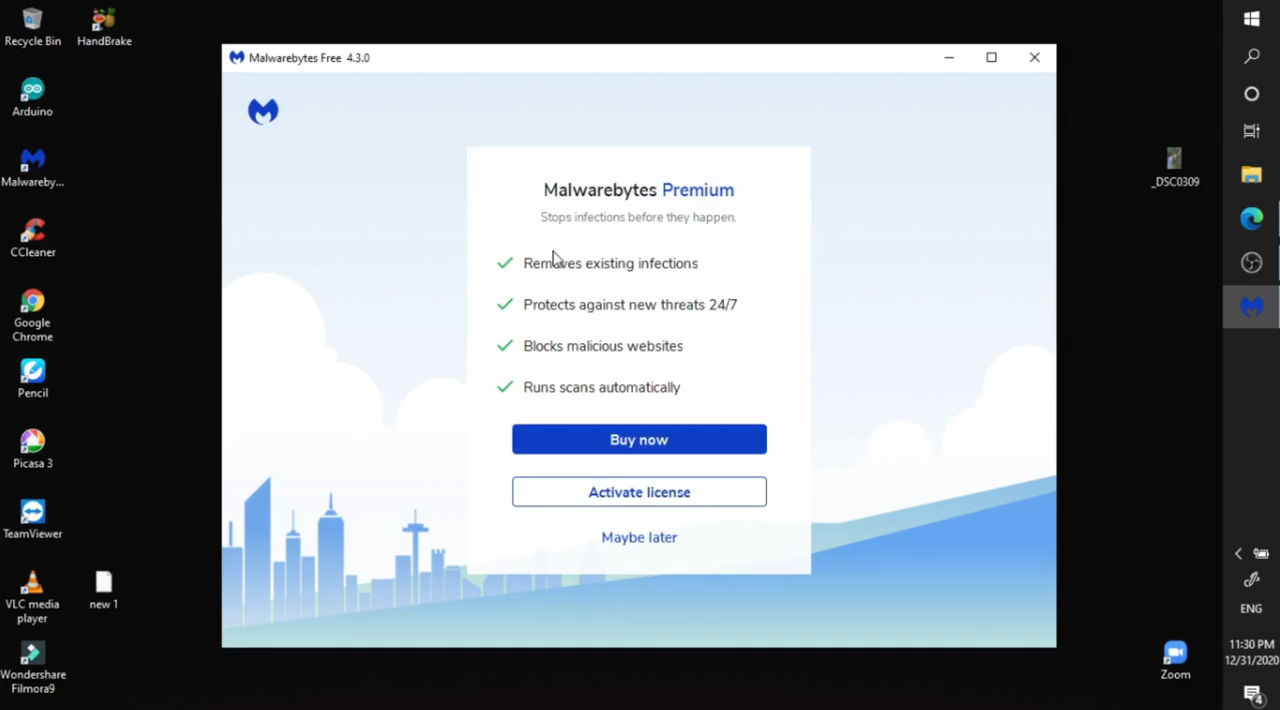 Recycle Bin
HandBrake
Arduino
Malwareby...
CCleaner
Google
Chrome
Pencil
Picasa 3
TeamViewer
VLC media
player
new 1
Wondershare
Filmora9
Malwarebytes Free 4.3.0
Malwarebytes Premium
Stops infections before they happen.
Removes existing infections
Protects against new threats 24/7
Blocks malicious websites
Runs scans automatically
Buy now
Activate license
Maybe later
_DSC0309
Zoom
ENG
11:30 PM
12/31/2020
4